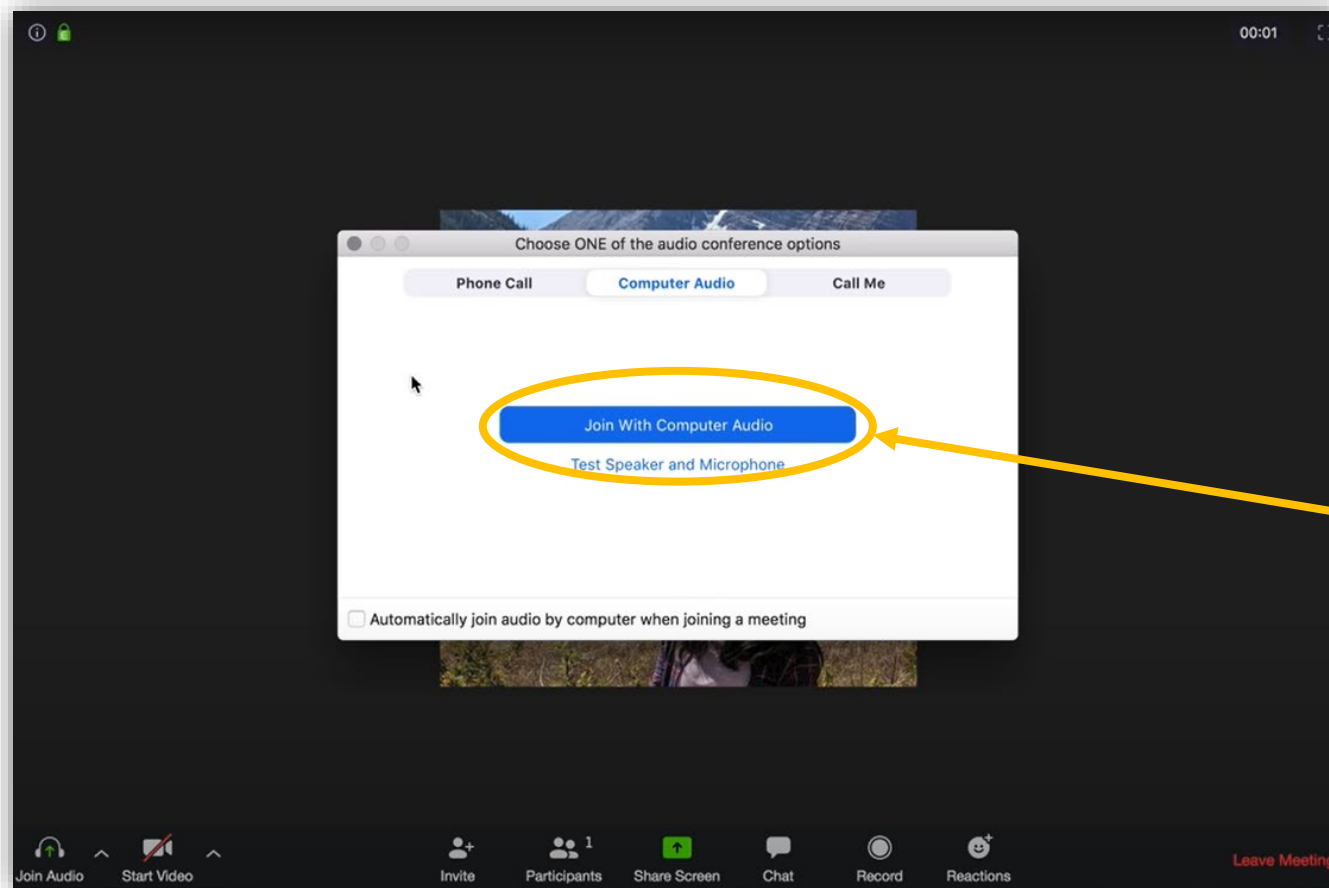 00:01
Choose ONE of the audio conference options
Phone Call Computer Audio Call Me
Join With Computer Audio
Test Speaker and Microphone
Automatically join audio by computer when joining a meeting
1
Join Audio Start Video Invite Participants Share Screen Chat Record Reactions Leave Meeting